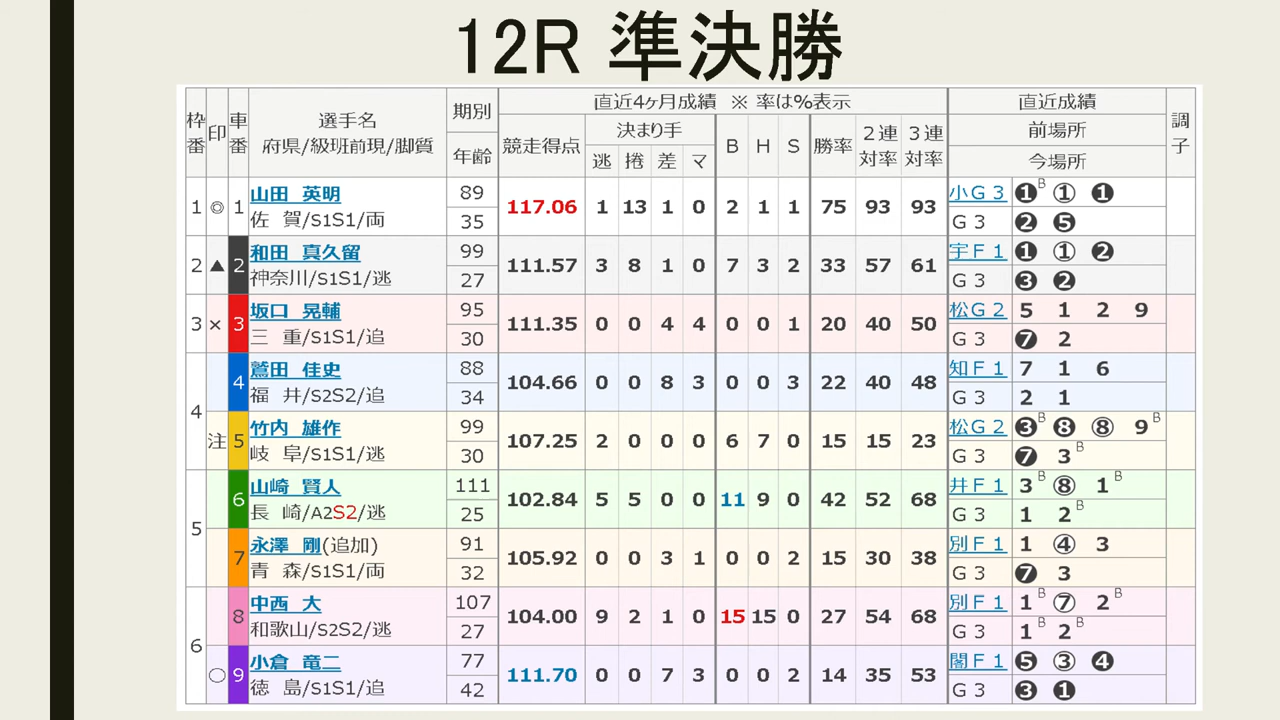 12R 準決勝
枠番 印 車番 選手名 府県/級班前現/脚質 期別 年齢 直近4ヶ月成績 ※ 率は%表示 直近成績 調子
競走得点 決まり手 B H S 勝率 2連対率 3連対率 前場所
逃 捲 差 マ 今場所
1 ◎ 1 山田 英明 89 117.06 1 13 1 0 2 1 1 75 93 93 小G3 ❶B ① ❶
佐 賀/S1S1/両 35 G3 ❷ ⑤
2 ▲ 2 和田 真久留 99 111.57 3 8 1 0 7 3 2 33 57 61 宇F1 ❶ ① ❷
神奈川/S1S1/逃 27 G3 ❸ ❷
3 × 3 坂口 晃輔 95 111.35 0 0 4 4 0 0 1 20 40 50 松G2 5 1 2 9
三 重/S1S1/追 30 G3 ❼ 2
4 4 鷲田 佳史 88 104.66 0 0 8 3 0 0 3 22 40 48 知F1 7 1 6
福 井/S2S2/追 34 G3 2 1
注 5 竹内 雄作 99 107.25 2 0 0 0 6 7 0 15 15 23 松G2 ❸B ❽ ⑧ 9B
岐 阜/S1S1/逃 30 G3 ❼ 3B
5 6 山崎 賢人 111 102.84 5 5 0 0 11 9 0 42 52 68 井F1 3B ⑧ 1B
長 崎/A2S2/逃 25 G3 1 2B
7 永澤 剛(追加) 91 105.92 0 0 3 1 0 0 2 15 30 38 別F1 1 ④ 3
青 森/S1S1/両 32 G3 ❼ 3
6 8 中西 大 107 104.00 9 2 1 0 15 15 0 27 54 68 別F1 1B ⑦ 2B
和歌山/S2S2/逃 27 G3 1B 2B
○ 9 小倉 竜二 77 111.70 0 0 7 3 0 0 2 14 35 53 閣F1 ❺ ③ ❹
徳 島/S1S1/追 42 G3 ❸ ❶